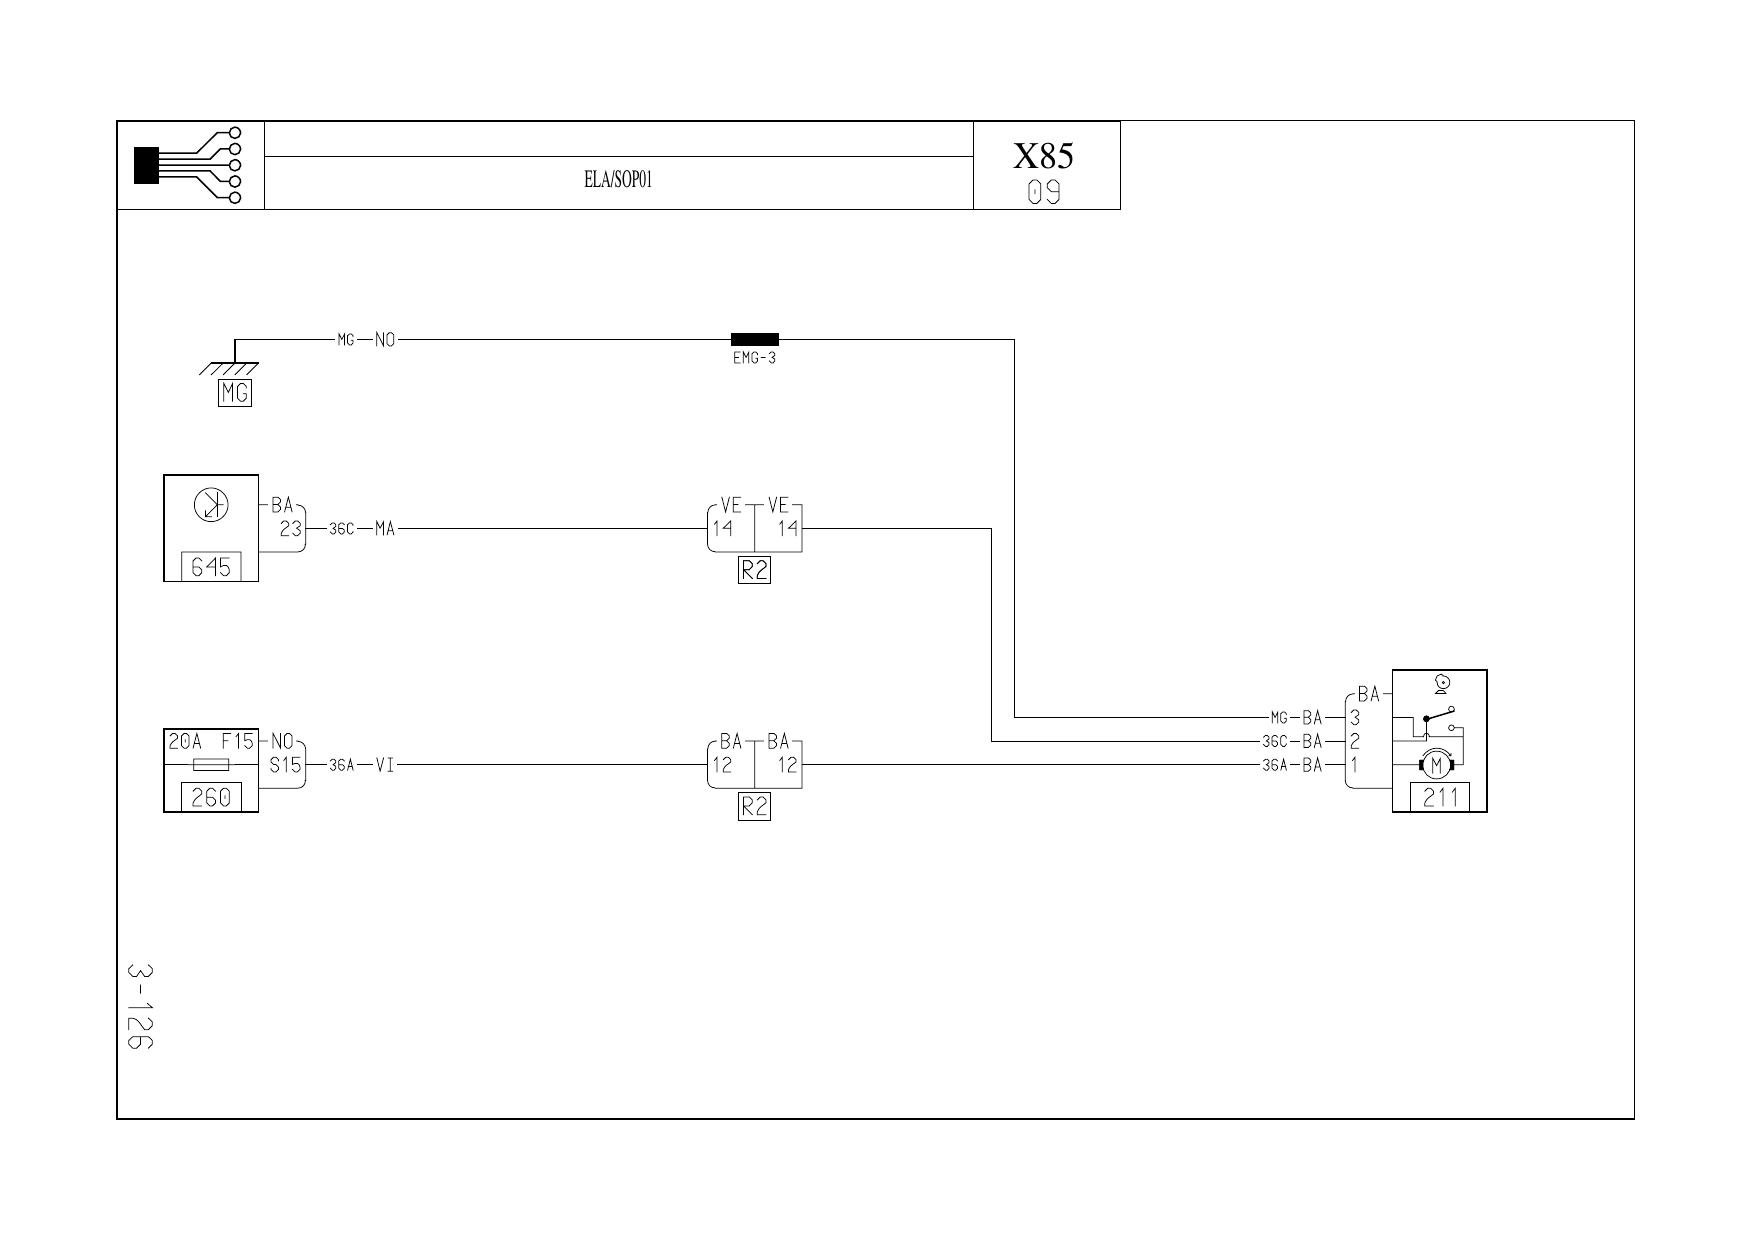 X85
ELA/SOP01
09
MG NO
EMG-3
MG
BA VE VE
23 36C MA 14 14
645 R2
BA
MG BA 3
20A F15 NO BA BA 36C BA 2
S15 36A VI 12 12 36A BA 1 M
260 R2 211
3-126